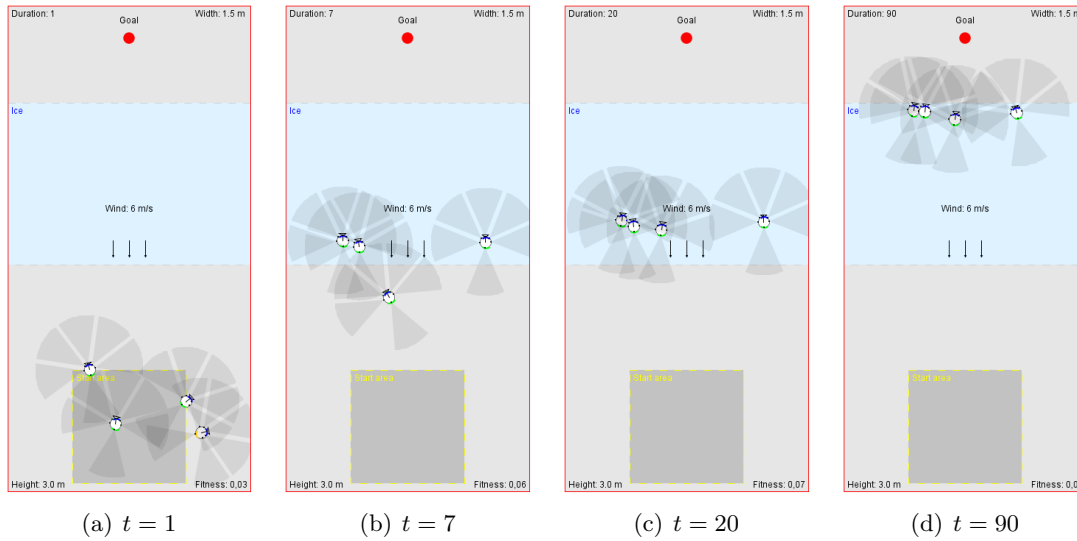 Duration: 1 Width: 1.5 m
Goal
Ice
Wind: 6 m/s
Start area
Height: 3.0 m Fitness: 0,03
(a) t = 1
Duration: 7 Width: 1.5 m
Goal
Ice
Wind: 6 m/s
Start area
Height: 3.0 m Fitness: 0,06
(b) t = 7
Duration: 20 Width: 1.5 m
Goal
Ice
Wind: 6 m/s
Start area
Height: 3.0 m Fitness: 0,07
(c) t = 20
Duration: 90 Width: 1.5 m
Goal
Ice
Wind: 6 m/s
Start area
Height: 3.0 m
(d) t = 90